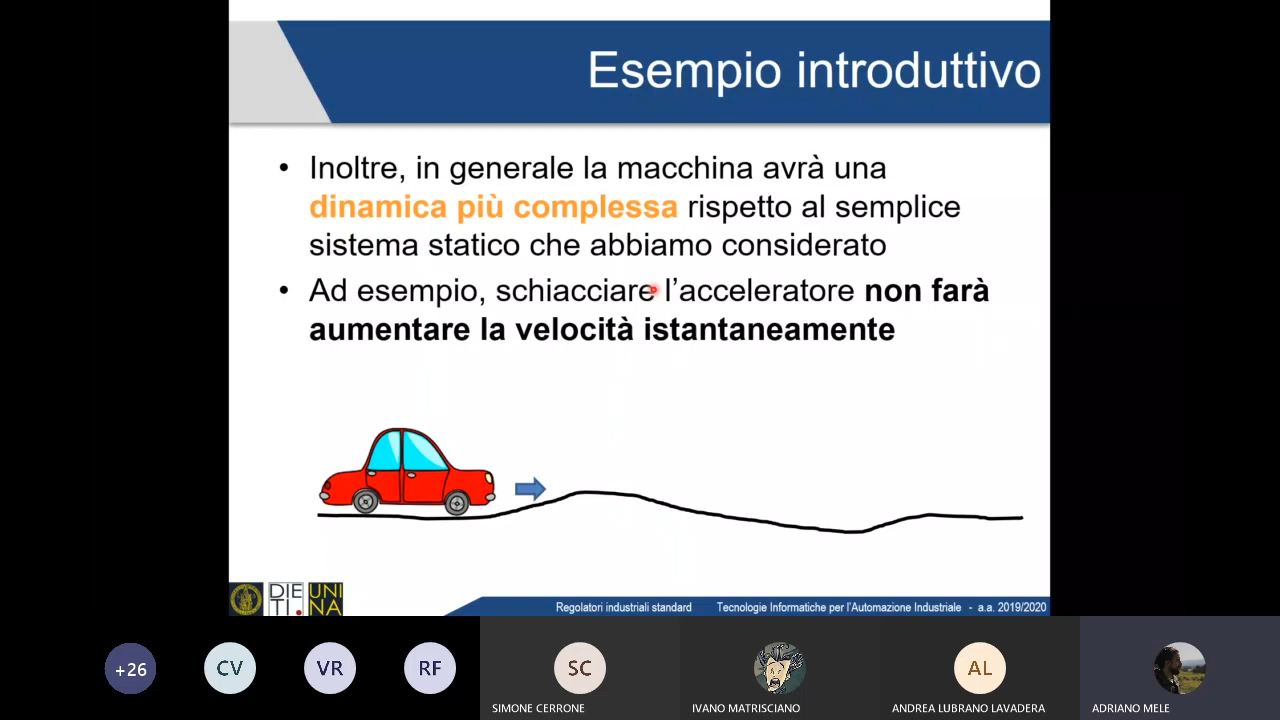 Esempio introduttivo
• Inoltre, in generale la macchina avrà una
dinamica più complessa rispetto al semplice
sistema statico che abbiamo considerato
• Ad esempio, schiacciare l’acceleratore non farà
aumentare la velocità istantaneamente
DIE
TI.
UNI
NA
Regolatori industriali standard
Tecnologie Informatiche per l'Automazione Industriale - a.a. 2019/2020
+26
CV
VR
RF
SC
AL
SIMONE CERRONE
IVANO MATRISCIANO
ANDREA LUBRANO LAVADERA
ADRIANO MELE